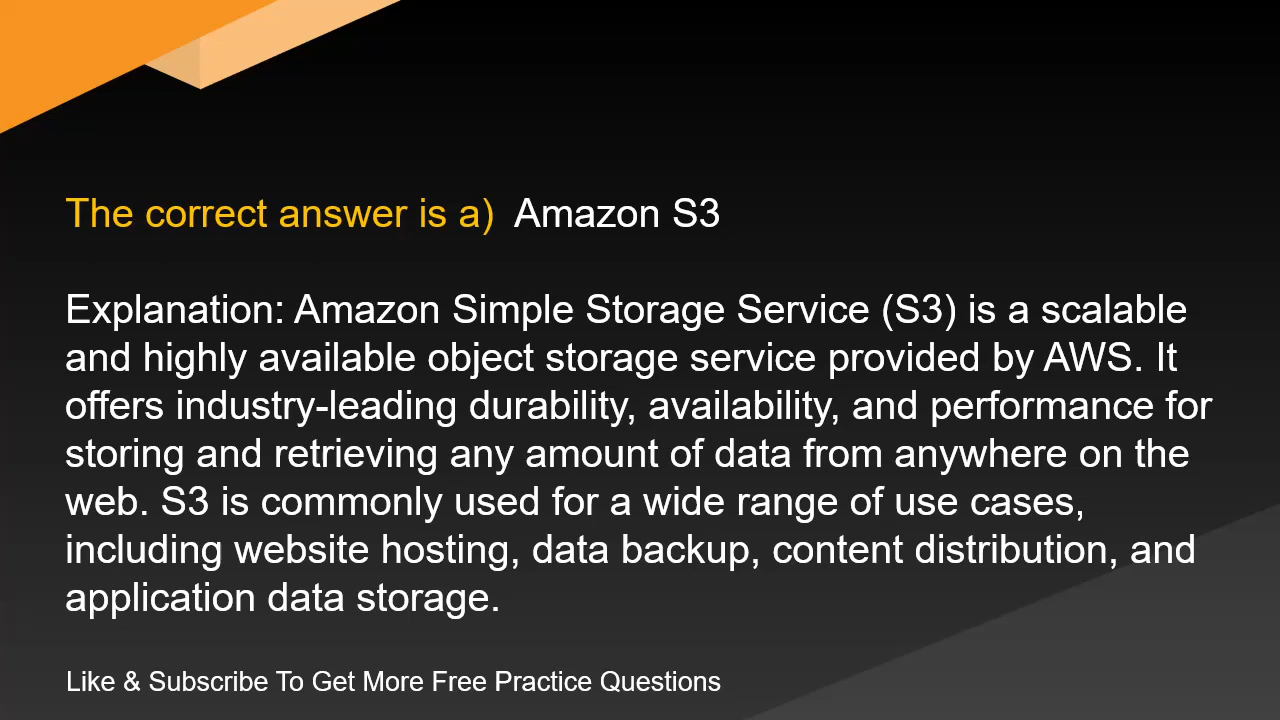 The correct answer is a) Amazon S3
Explanation: Amazon Simple Storage Service (S3) is a scalable
and highly available object storage service provided by AWS. It
offers industry-leading durability, availability, and performance for
storing and retrieving any amount of data from anywhere on the
web. S3 is commonly used for a wide range of use cases,
including website hosting, data backup, content distribution, and
application data storage.
Like & Subscribe To Get More Free Practice Questions